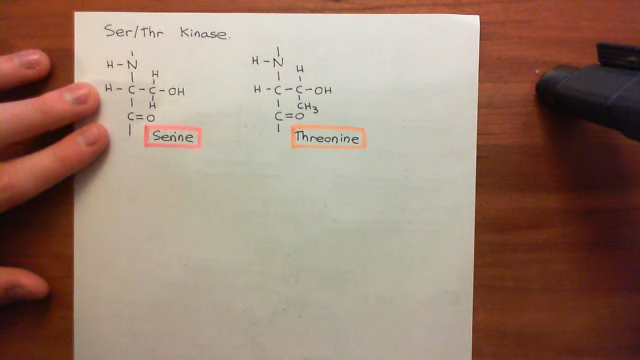 Ser/Thr Kinase.
H-N
H
H-C-C-OH
H
C=O
Serine
H-N
H
H-C-C-OH
CH3
C=O
Threonine